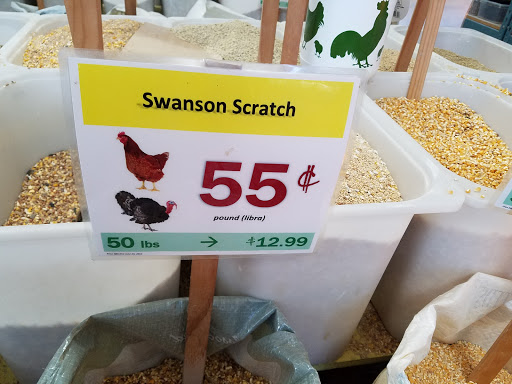 Swanson Scratch
55¢
pound (libra)
50 lbs → $12.99